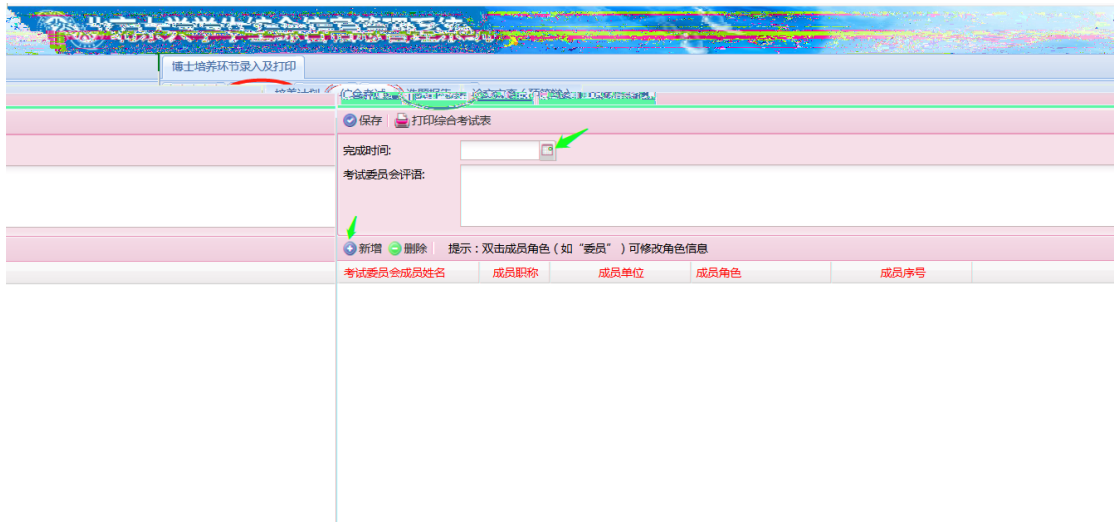 博士培养环节录入及打印
保存 打印综合考试表
完成时间:
考试委员会评语:
新增 删除 提示：双击成员角色（如“委员”）可修改角色信息
考试委员会成员姓名 成员职称 成员单位 成员角色 成员序号